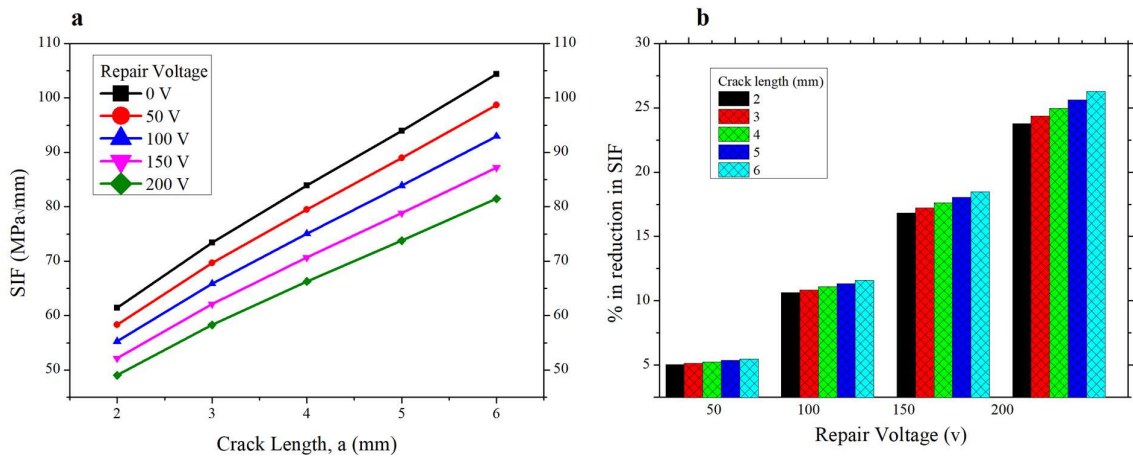 a
110
100
90
80
70
60
50
110
100
90
80
70
60
50
2
3
4
5
6
SIF (MPa√mm)
Crack Length, a (mm)
Repair Voltage
0 V
50 V
100 V
150 V
200 V
b
30
25
20
15
10
5
50
100
150
200
% in reduction in SIF
Repair Voltage (v)
Crack length (mm)
2
3
4
5
6